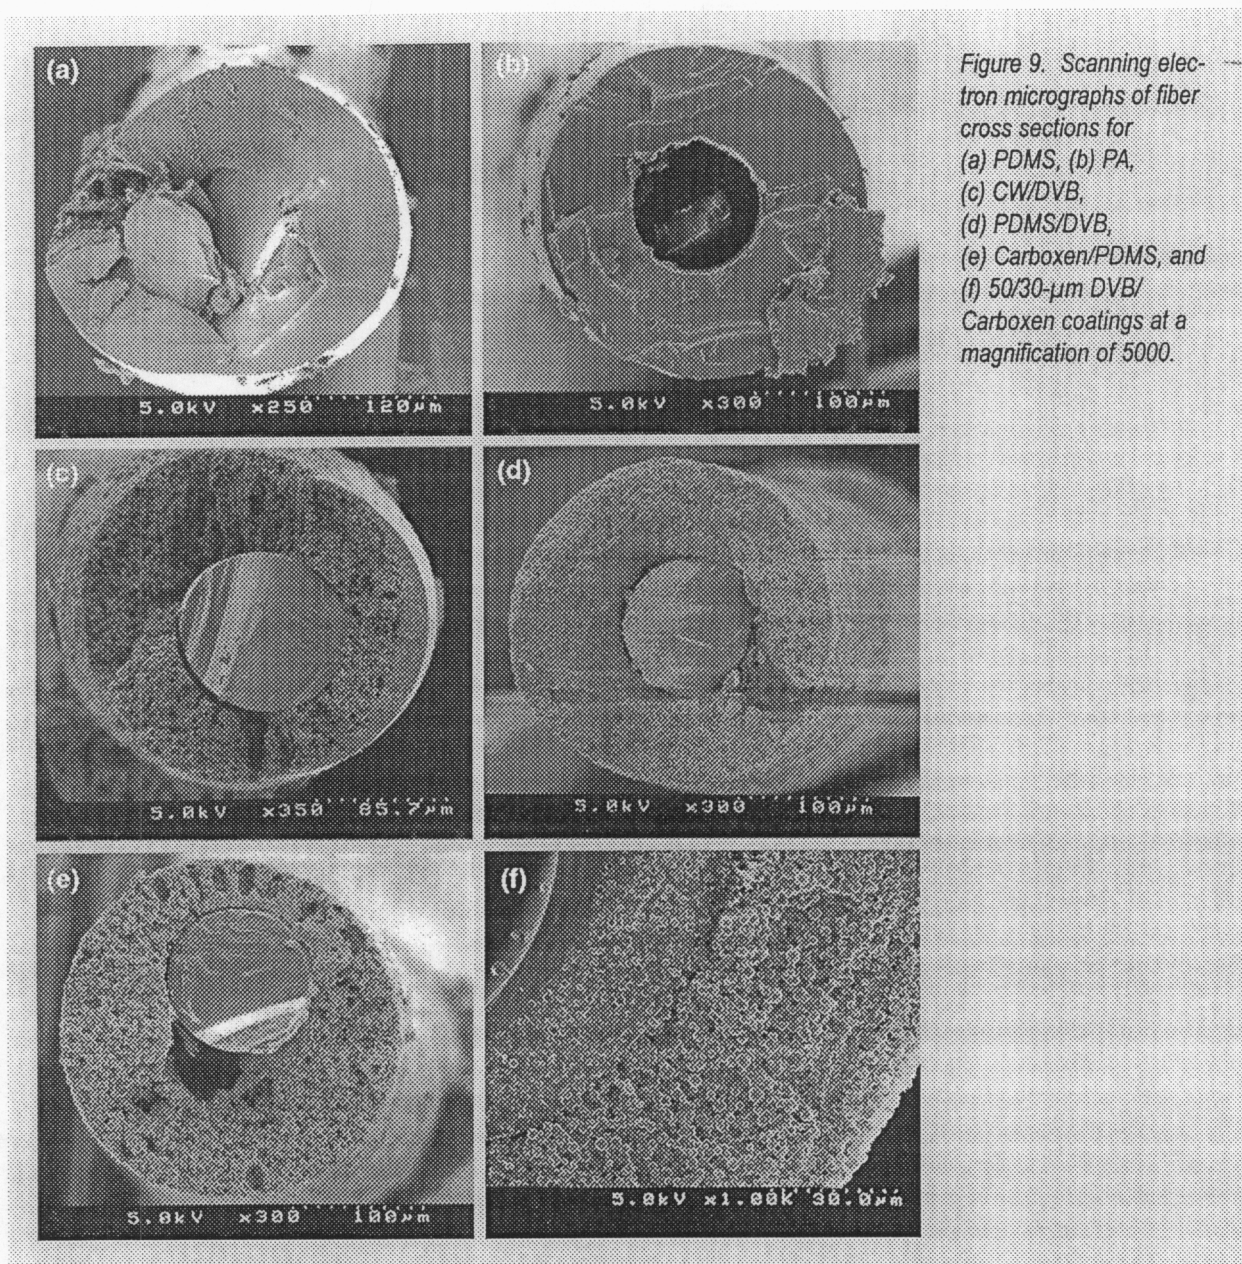 (a)
5.0kV x250 120µm
(b)
5.0kV x300 100µm
Figure 9. Scanning elec-
tron micrographs of fiber
cross sections for
(a) PDMS, (b) PA,
(c) CW/DVB,
(d) PDMS/DVB,
(e) Carboxen/PDMS, and
(f) 50/30-µm DVB/
Carboxen coatings at a
magnification of 5000.
(c)
5.0kV x350 85.7µm
(d)
5.0kV x300 100µm
(e)
5.0kV x300 100µm
(f)
5.0kV x1.00k 30.0µm